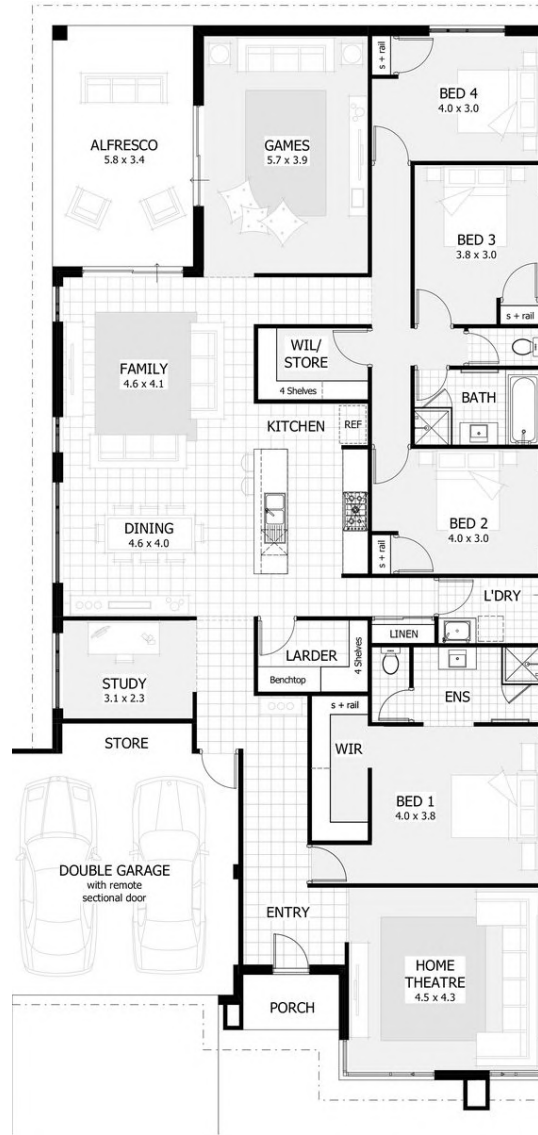 s + rail
BED 4
4.0 x 3.0
ALFRESCO
5.8 x 3.4
GAMES
5.7 x 3.9
BED 3
3.8 x 3.0
s + rail
WIL/
STORE
4 Shelves
FAMILY
4.6 x 4.1
BATH
KITCHEN
REF
BED 2
4.0 x 3.0
s + rail
DINING
4.6 x 4.0
L'DRY
LINEN
LARDER
4 Shelves
Benchtop
STUDY
3.1 x 2.3
ENS
s + rail
WIR
STORE
BED 1
4.0 x 3.8
DOUBLE GARAGE
with remote
sectional door
ENTRY
HOME
THEATRE
4.5 x 4.3
PORCH